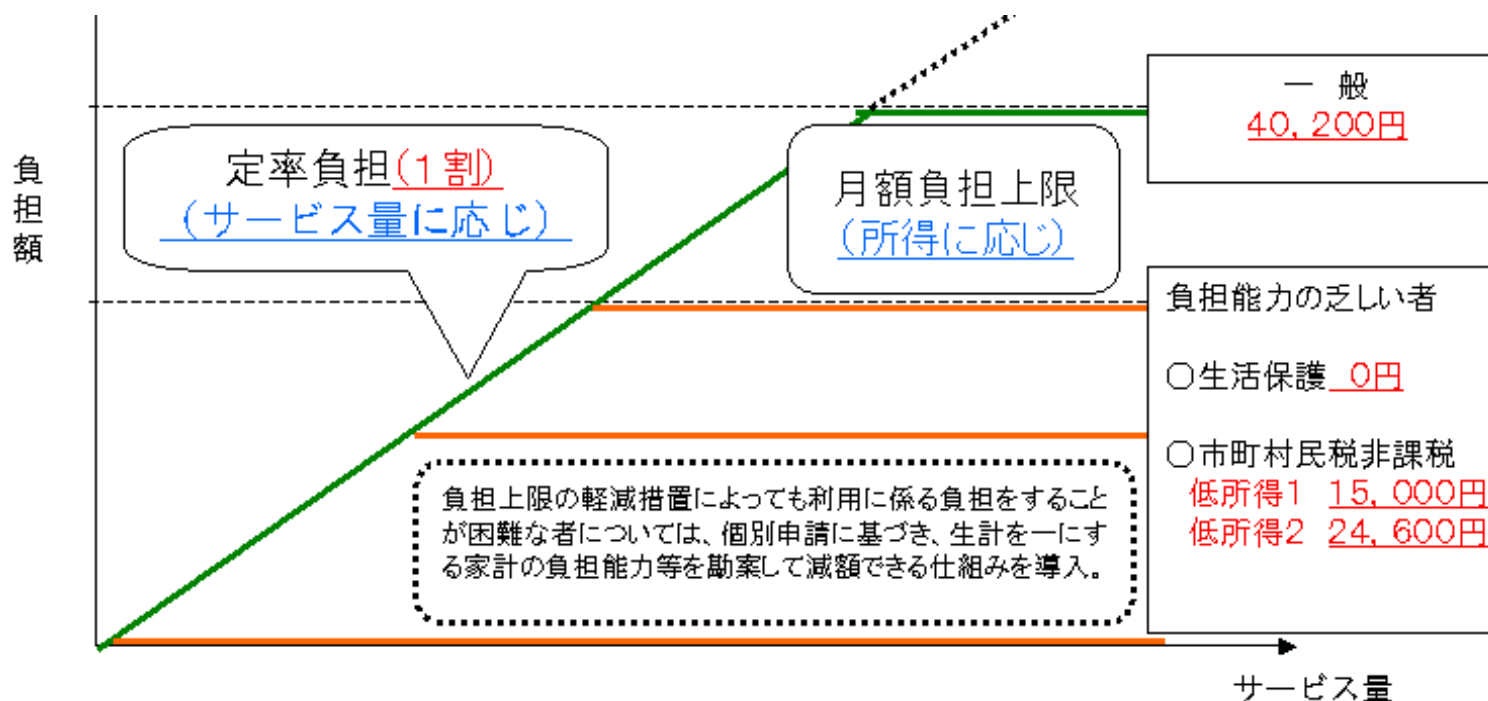 負担額
定率負担(1割)
(サービス量に応じ)
月額負担上限
(所得に応じ)
一 般
40,200円
負担能力の乏しい者
○生活保護 0円
○市町村民税非課税
低所得1 15,000円
低所得2 24,600円
負担上限の軽減措置によっても利用に係る負担をすること
が困難な者については、個別申請に基づき、生計を一にす
る家計の負担能力等を勘案して減額できる仕組みを導入。
サービス量